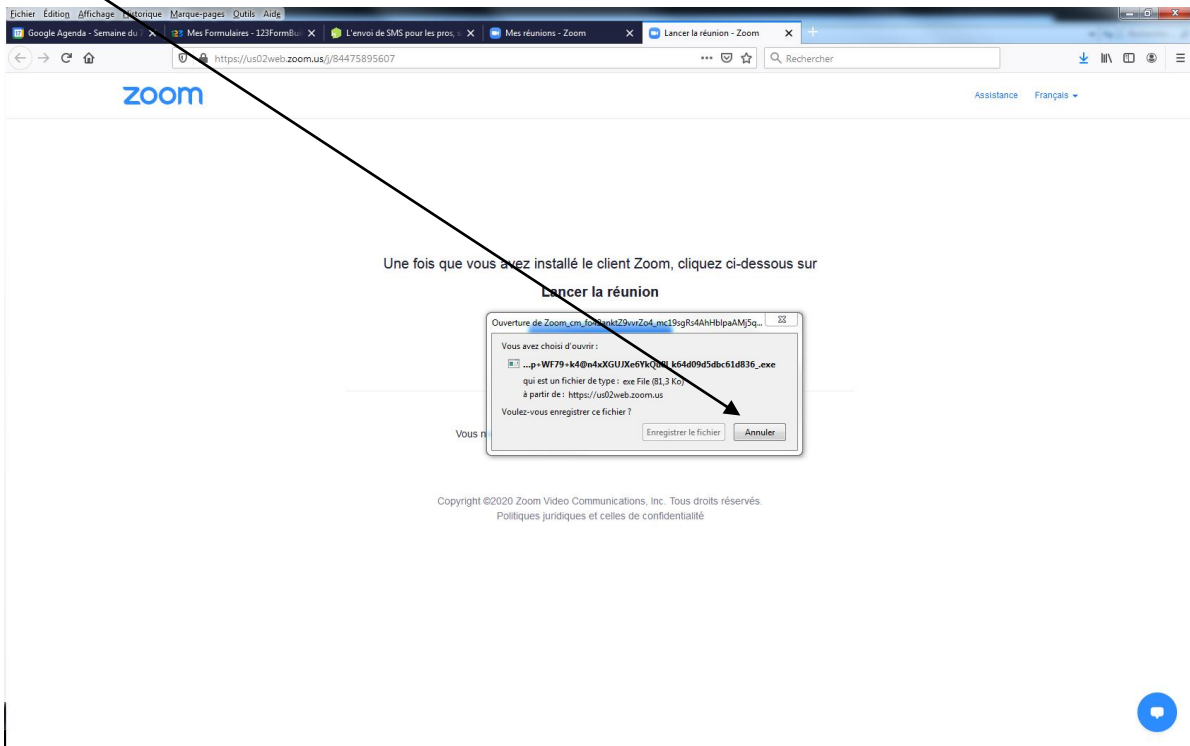 Fichier Édition Affichage Historique Marque-pages Outils Aide
Google Agenda - Semaine du 7
Mes Formulaires - 123FormBui
L'envoi de SMS pour les pros, s
Mes réunions - Zoom
Lancer la réunion - Zoom
https://us02web.zoom.us/j/84475895607
Rechercher
zoom
Assistance Français
Une fois que vous avez installé le client Zoom, cliquez ci-dessous sur
Lancer la réunion
Vous avez choisi d'ouvrir :
qui est un fichier de type : exe File (81,3 Ko)
à partir de : https://us02web.zoom.us
Voulez-vous enregistrer ce fichier ?
Vous n
Enregistrer le fichier Annuler
Copyright ©2020 Zoom Video Communications, Inc. Tous droits réservés.
Politiques juridiques et celles de confidentialité